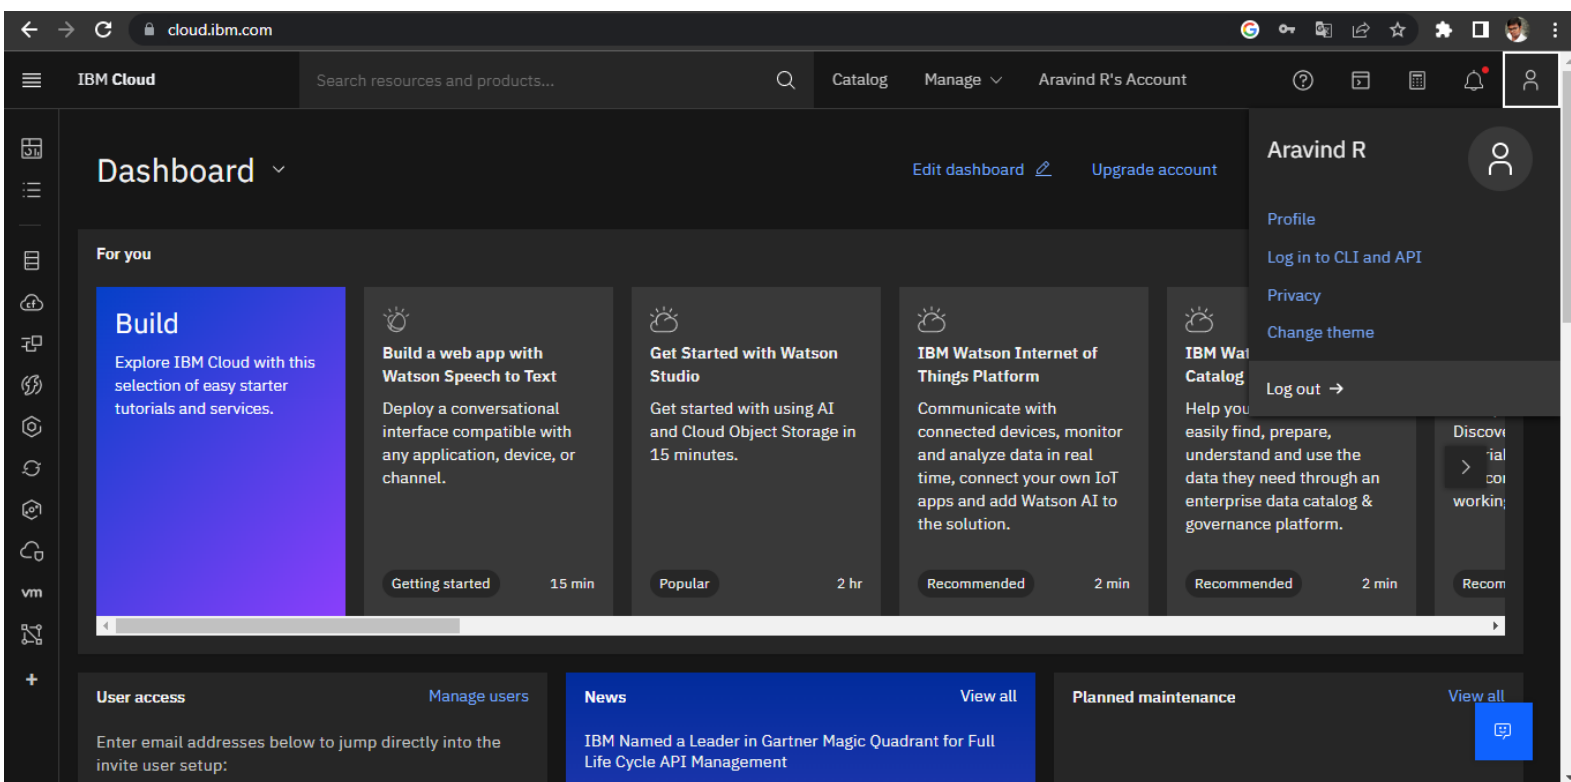 cloud.ibm.com
IBM Cloud
Search resources and products...
Catalog
Manage
Aravind R's Account
Dashboard
Edit dashboard
Upgrade account
Aravind R
Profile
Log in to CLI and API
Privacy
Change theme
Log out →
For you
Build
Explore IBM Cloud with this
selection of easy starter
tutorials and services.
Build a web app with
Watson Speech to Text
Deploy a conversational
interface compatible with
any application, device, or
channel.
Getting started 15 min
Get Started with Watson
Studio
Get started with using AI
and Cloud Object Storage in
15 minutes.
Popular 2 hr
IBM Watson Internet of
Things Platform
Communicate with
connected devices, monitor
and analyze data in real
time, connect your own IoT
apps and add Watson AI to
the solution.
Recommended 2 min
IBM Wat
Catalog
Help you
easily find, prepare,
understand and use the
data they need through an
enterprise data catalog &
governance platform.
Recommended 2 min
Discove
rial
cor
working
Recom
cf
vm
User access
Manage users
Enter email addresses below to jump directly into the
invite user setup:
News
View all
IBM Named a Leader in Gartner Magic Quadrant for Full
Life Cycle API Management
Planned maintenance
View all